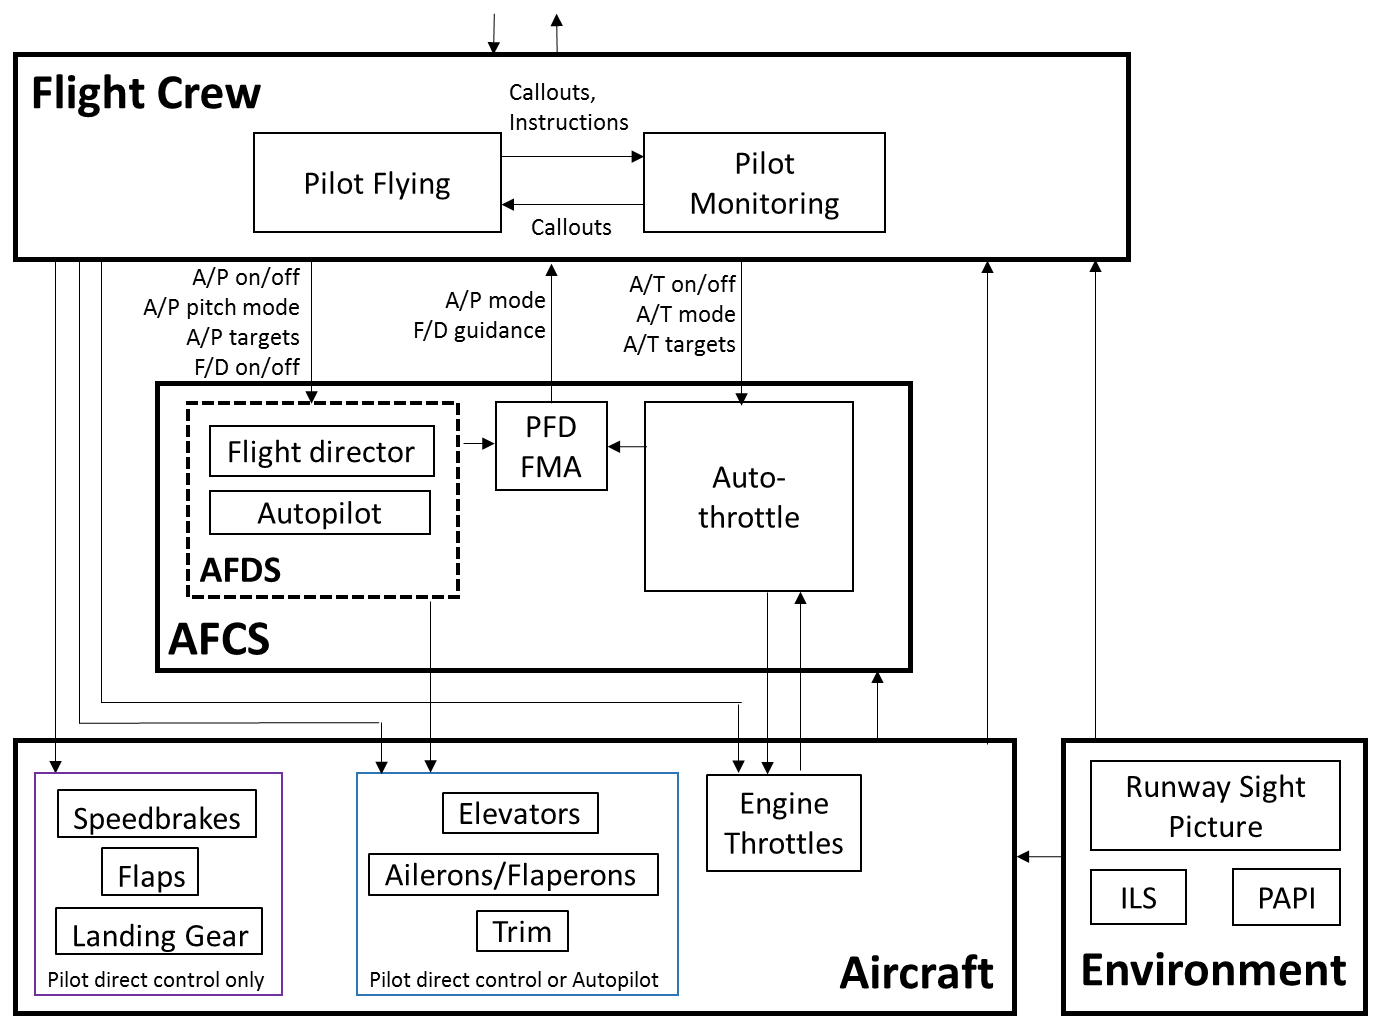 Flight Crew
Callouts,
Instructions
Pilot Flying
Pilot
Monitoring
Callouts
A/P on/off
A/P pitch mode
A/P targets
F/D on/off
A/P mode
F/D guidance
A/T on/off
A/T mode
A/T targets
Flight director
Autopilot
AFDS
PFD
FMA
Auto-
throttle
AFCS
Speedbrakes
Flaps
Landing Gear
Pilot direct control only
Elevators
Ailerons/Flaperons
Trim
Pilot direct control or Autopilot
Engine
Throttles
Aircraft
Runway Sight
Picture
ILS
PAPI
Environment